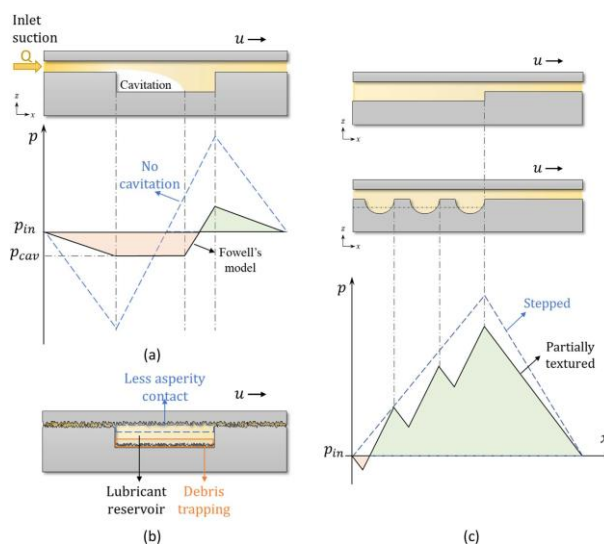 Inlet
suction
Q
u
Cavitation
z
x
p
No
cavitation
p_in
p_cav
Fowell's
model
(a)
Less asperity
contact
u
Lubricant
reservoir
Debris
trapping
(b)
u
z
x
u
z
x
p
Stepped
Partially
textured
p_in
x
(c)